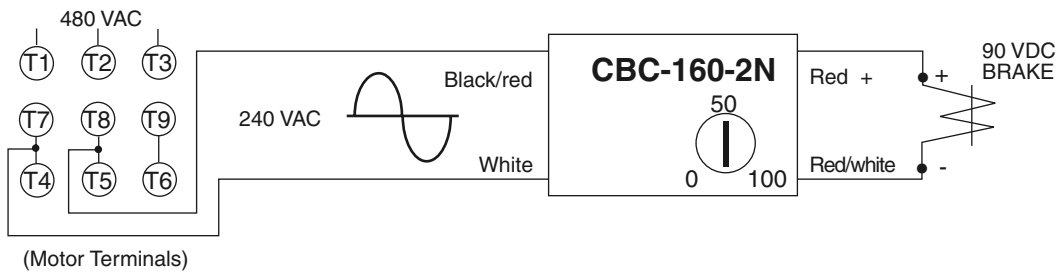 480 VAC
T1 T2 T3
T7 T8 T9
T4 T5 T6
(Motor Terminals)
240 VAC
Black/red
White
CBC-160-2N
50
0 100
Red +
Red/white
+
-
90 VDC
BRAKE